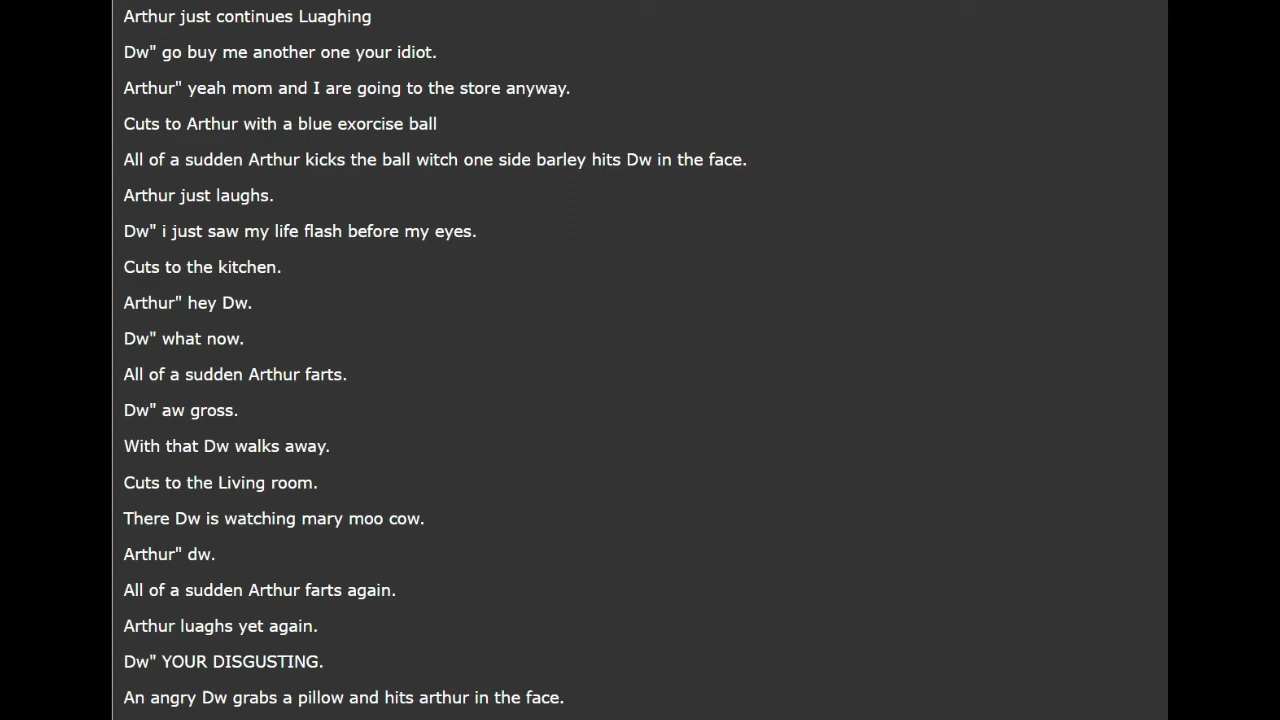 Arthur just continues Luaghing
Dw" go buy me another one your idiot.
Arthur" yeah mom and I are going to the store anyway.
Cuts to Arthur with a blue exorcise ball
All of a sudden Arthur kicks the ball witch one side barley hits Dw in the face.
Arthur just laughs.
Dw" i just saw my life flash before my eyes.
Cuts to the kitchen.
Arthur" hey Dw.
Dw" what now.
All of a sudden Arthur farts.
Dw" aw gross.
With that Dw walks away.
Cuts to the Living room.
There Dw is watching mary moo cow.
Arthur" dw.
All of a sudden Arthur farts again.
Arthur luaghs yet again.
Dw" YOUR DISGUSTING.
An angry Dw grabs a pillow and hits arthur in the face.